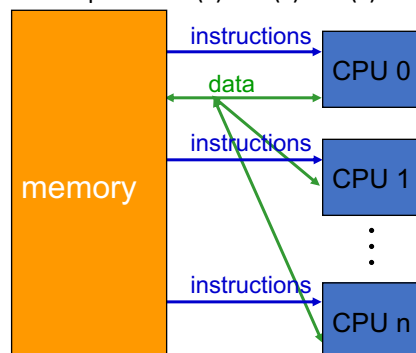 instructions
CPU 0
data
instructions
memory
CPU 1
instructions
CPU n